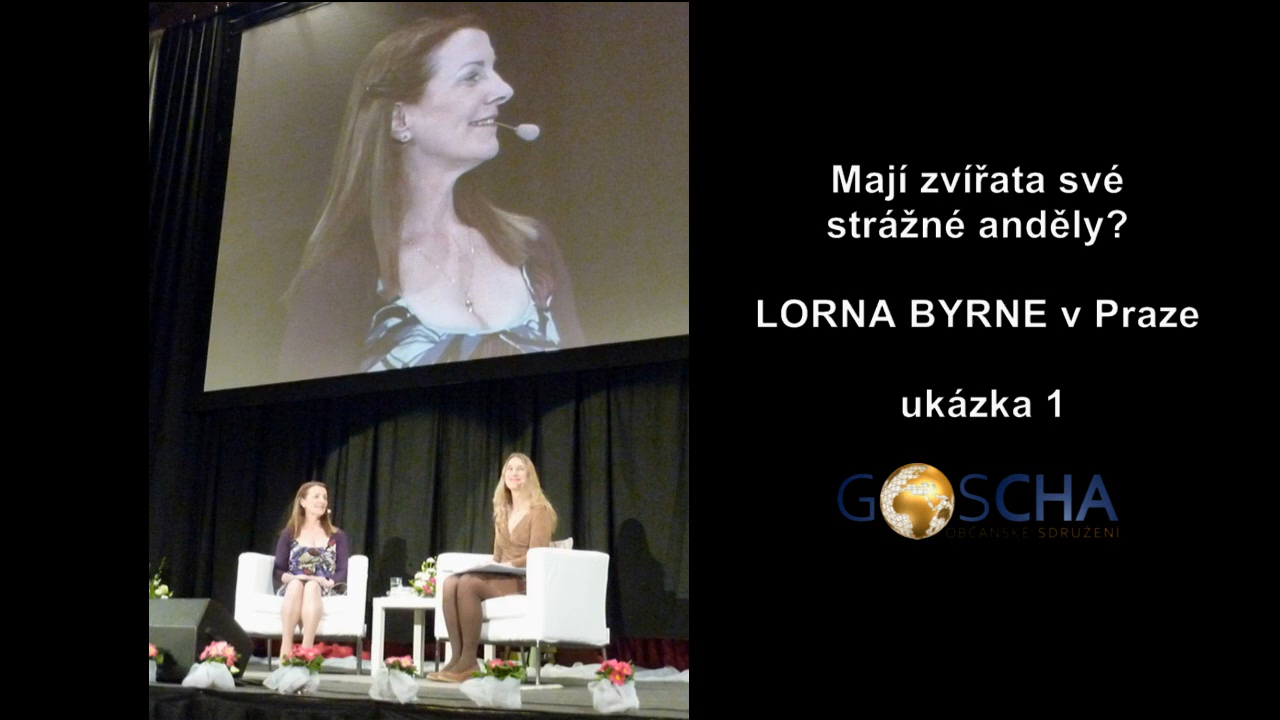 Mají zvířata své
strážné anděly?
LORNA BYRNE v Praze
ukázka 1
GOSCHA
OBČANSKÉ SDRUŽENÍ